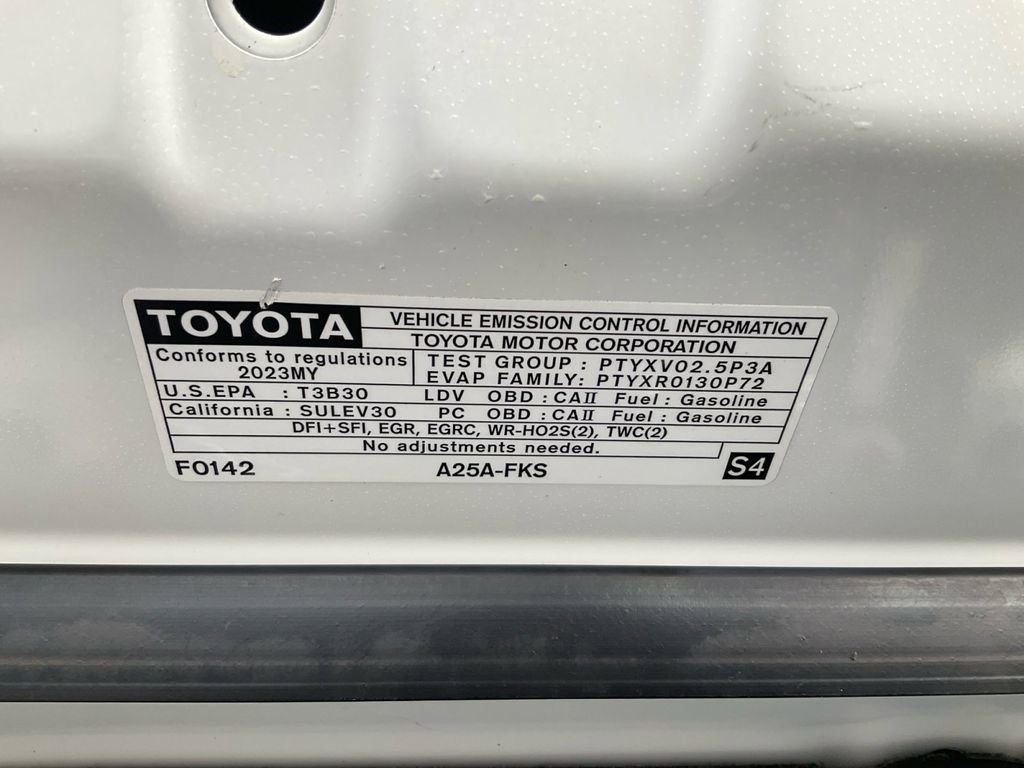 TOYOTA VEHICLE EMISSION CONTROL INFORMATION
TOYOTA MOTOR CORPORATION
Conforms to regulations TEST GROUP : PTYXV02.5P3A
2023MY EVAP FAMILY: PTYXR0130P72
U.S.EPA : T3B30 LDV OBD : CAⅡ Fuel : Gasoline
California : SULEV30 PC OBD : CAⅡ Fuel : Gasoline
DFI+SFI, EGR, EGRC, WR-HO2S(2), TWC(2)
No adjustments needed.
F0142 A25A-FKS S4